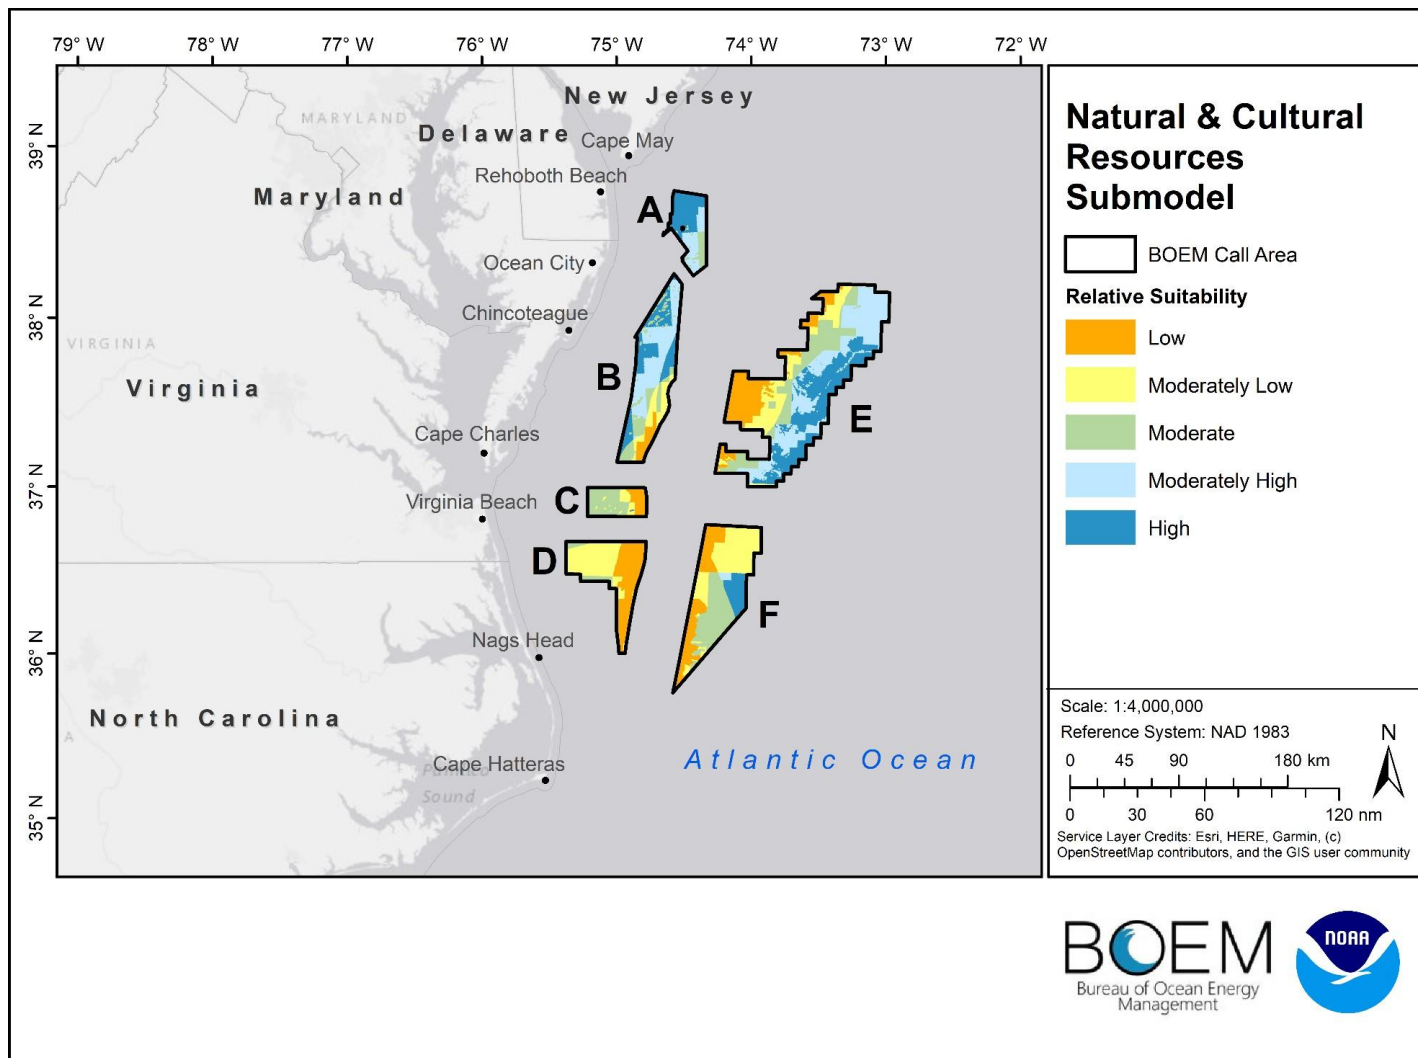 79° W 78° W 77° W 76° W 75° W 74° W 73° W 72° W
39° N
38° N
37° N
36° N
35° N
New Jersey
MARYLAND
Delaware
Cape May
Rehoboth Beach
Maryland
A
Ocean City
Chincoteague
VIRGINIA
Virginia
B
E
Cape Charles
Virginia Beach
C
D
F
Nags Head
North Carolina
A
Atlantic Ocean
Cape Hatteras
Pamlico
Sound
Natural & Cultural
Resources
Submodel
BOEM Call Area
Relative Suitability
Low
Moderately Low
Moderate
Moderately High
High
Scale: 1:4,000,000
Reference System: NAD 1983
N
0 45 90 180 km
0 30 60 120 nm
Service Layer Credits: Esri, HERE, Garmin, (c)
OpenStreetMap contributors, and the GIS user community
BOEM
Bureau of Ocean Energy
Management
NOAA